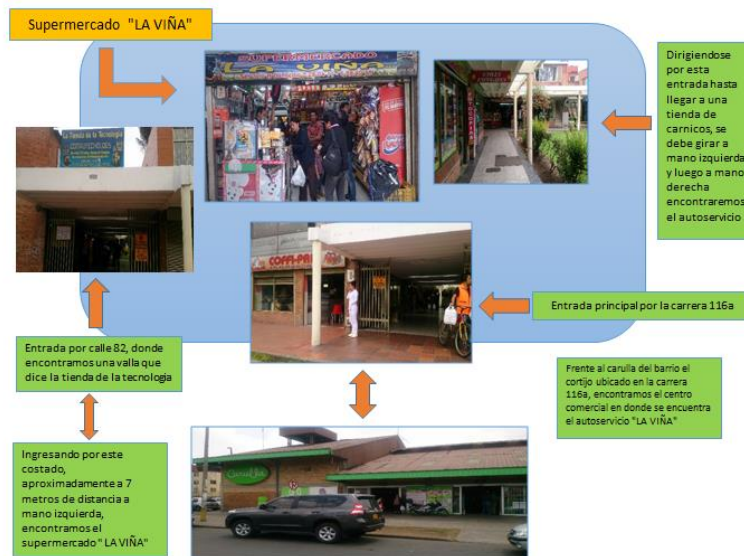 Supermercado "LA VIÑA"
SUPERMERCADO
LA VIÑA
Dirigiendose
por esta
entrada hasta
llegar a una
tienda de
carnicos, se
debe girar a
mano izquierda
y luego a mano
derecha
encontraremos
el autoservicio
La Tienda de la Tecnología
COFFI-PAN
Entrada principal por la carrera 116a
Entrada por calle 82, donde
encontramos una valla que
dice la tienda de la tecnología
Frente al carulla del barrio el
cortijo ubicado en la carrera
116a, encontramos el centro
comercial en donde se encuentra
el autoservicio "LA VIÑA"
Ingresando por este
costado,
aproximadamente a 7
metros de distancia a
mano izquierda,
encontramos el
supermercado " LA VIÑA"
Carulla